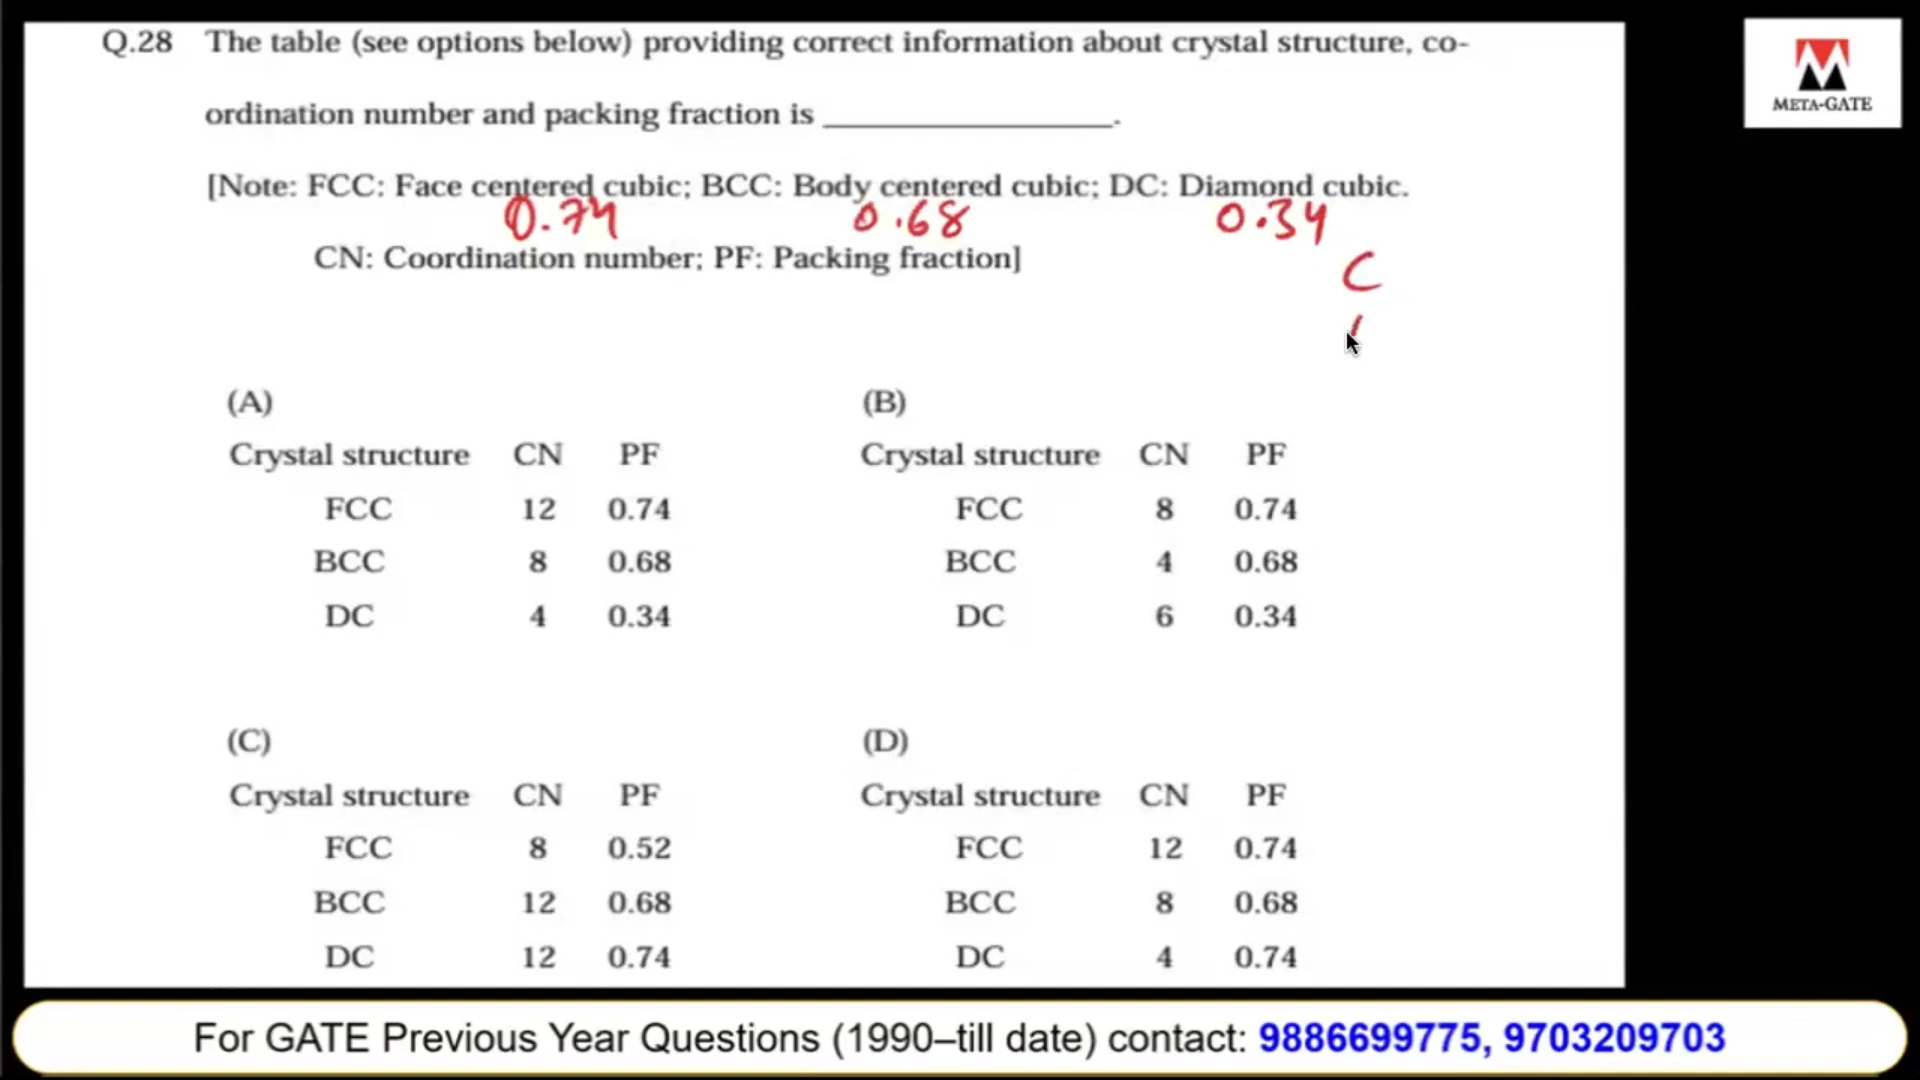 Q.28 The table (see options below) providing correct information about crystal structure, co-
META-GATE
ordination number and packing fraction is ____________________.
[Note: FCC: Face centered cubic; BCC: Body centered cubic; DC: Diamond cubic.
0.74 0.68 0.34
CN: Coordination number; PF: Packing fraction]
C
(A)
Crystal structure CN PF
FCC 12 0.74
BCC 8 0.68
DC 4 0.34
(B)
Crystal structure CN PF
FCC 8 0.74
BCC 4 0.68
DC 6 0.34
(C)
Crystal structure CN PF
FCC 8 0.52
BCC 12 0.68
DC 12 0.74
(D)
Crystal structure CN PF
FCC 12 0.74
BCC 8 0.68
DC 4 0.74
For GATE Previous Year Questions (1990–till date) contact: 9886699775, 9703209703